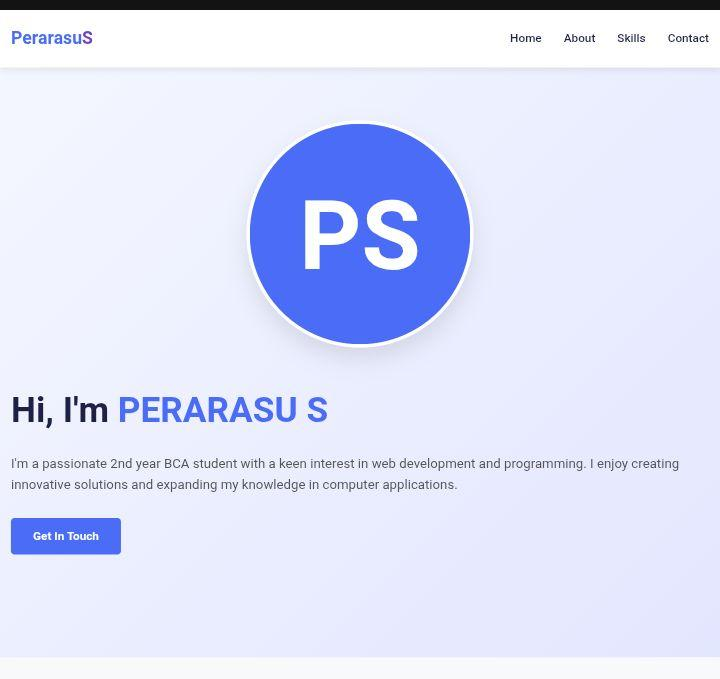 PerarasuS
Home About Skills Contact
PS
Hi, I'm PERARASU S
I'm a passionate 2nd year BCA student with a keen interest in web development and programming. I enjoy creating
innovative solutions and expanding my knowledge in computer applications.
Get In Touch